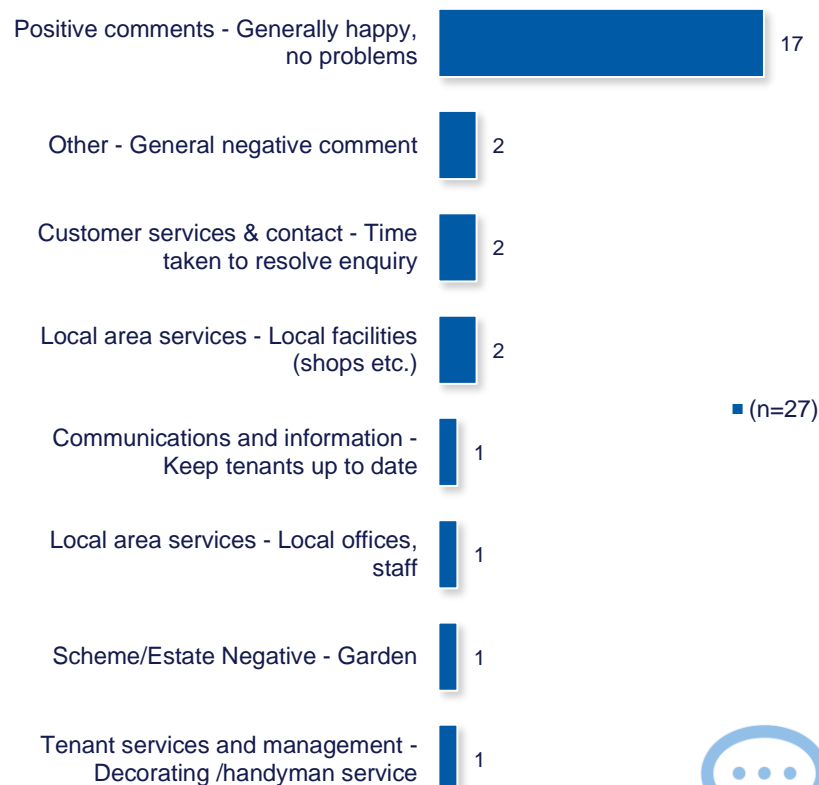 Positive comments - Generally happy,
no problems
17
Other - General negative comment
2
Customer services & contact - Time
taken to resolve enquiry
2
Local area services - Local facilities
(shops etc.)
2
(n=27)
Communications and information -
Keep tenants up to date
1
Local area services - Local offices,
staff
1
Scheme/Estate Negative - Garden
1
Tenant services and management -
Decorating /handyman service
1